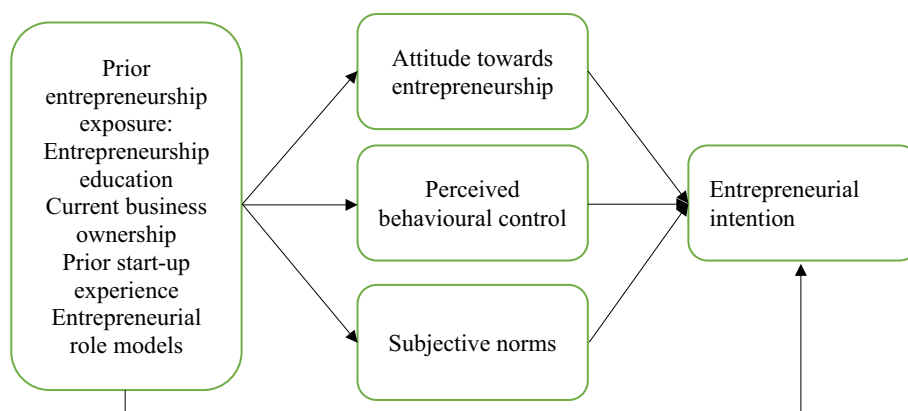 Prior
entrepreneurship
exposure:
Entrepreneurship
education
Current business
ownership
Prior start-up
experience
Entrepreneurial
role models
Attitude towards
entrepreneurship
Perceived
behavioural control
Subjective norms
Entrepreneurial
intention